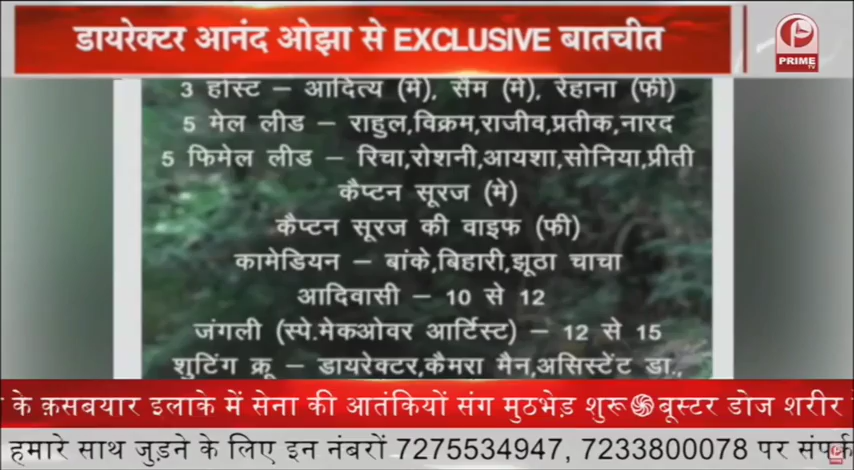 डायरेक्टर आनंद ओझा से EXCLUSIVE बातचीत
PRIME
TV
3 होस्ट – आदित्य (मे), सैम (मे), रेहाना (फी)
5 मेल लीड – राहुल,विक्रम,राजीव,प्रतीक,नारद
5 फिमेल लीड – रिचा,रोशनी,आयशा,सोनिया,प्रीती
कैप्टन सूरज (मे)
कैप्टन सूरज की वाइफ (फी)
कामेडियन – बांके,बिहारी,झूठा चाचा
आदिवासी – 10 से 12
जंगली (स्पे.मेकओवर आर्टिस्ट) – 12 से 15
शुटिंग क्रू – डायरेक्टर,कैमरा मैन,असिस्टेंट डा.,
के क़सबयार इलाके में सेना की आतंकियों संग मुठभेड़ शुरू बूस्टर डोज शरीर
हमारे साथ जुड़ने के लिए इन नंबरों 7275534947, 7233800078 पर संपर्क